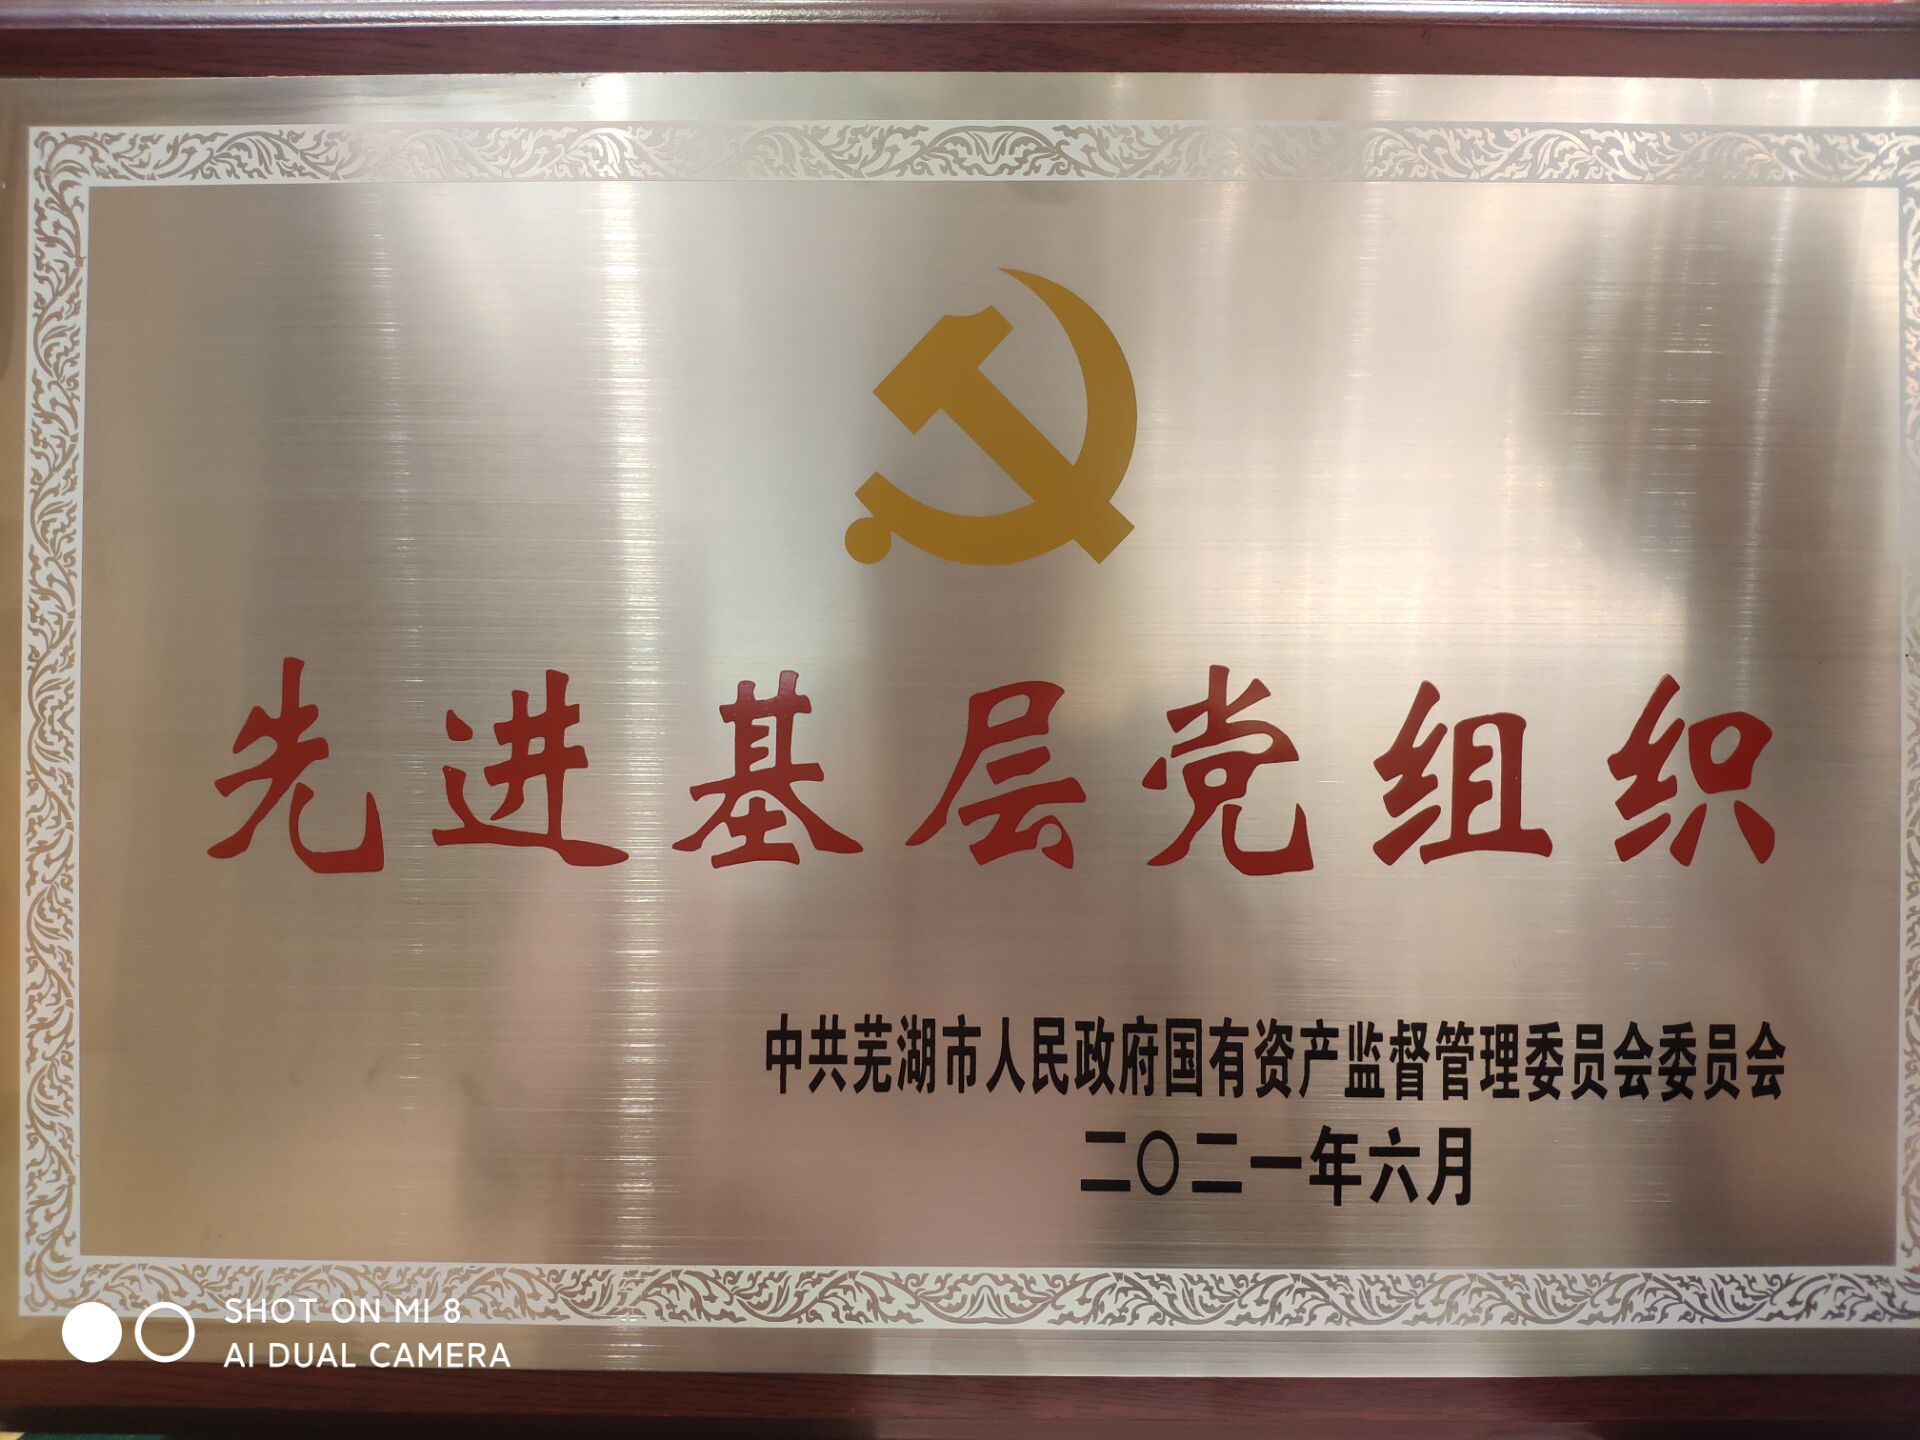 先进基层党组织
中共芜湖市人民政府国有资产监督管理委员会委员会
二〇二一年六月
SHOT ON MI 8
AI DUAL CAMERA